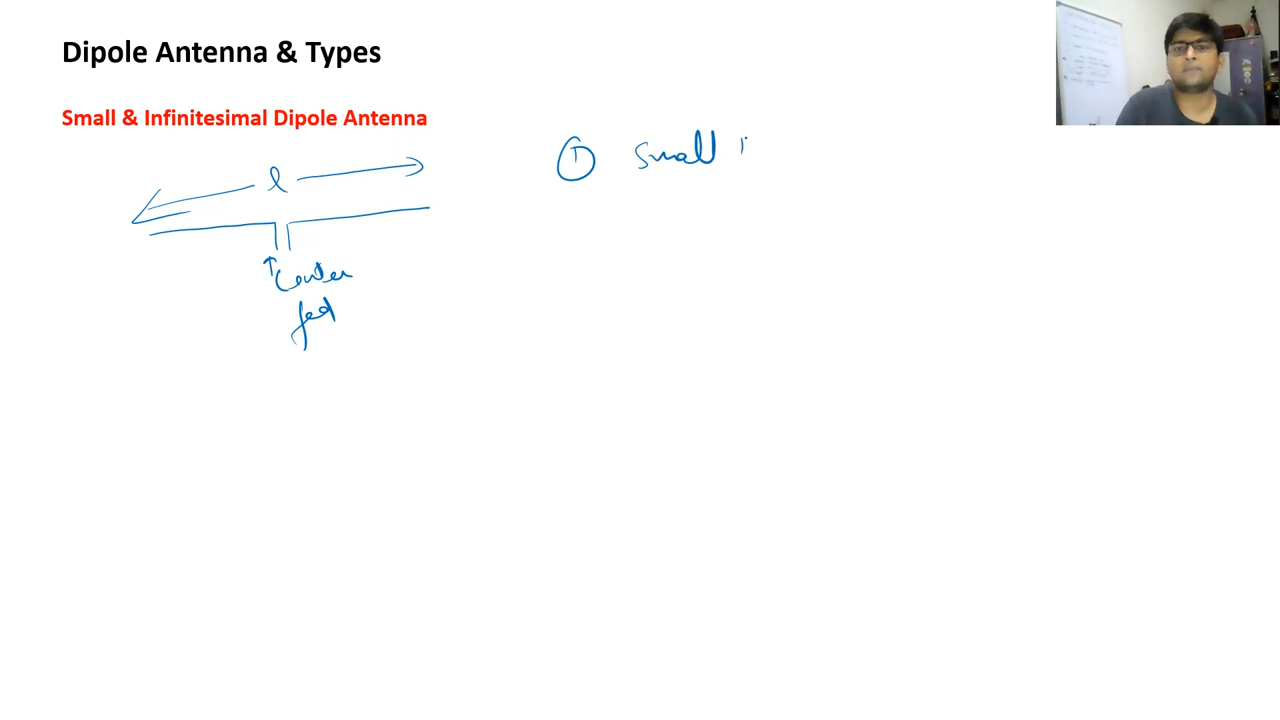 Dipole Antenna & Types
Small & Infinitesimal Dipole Antenna
① small
l
Center
fed